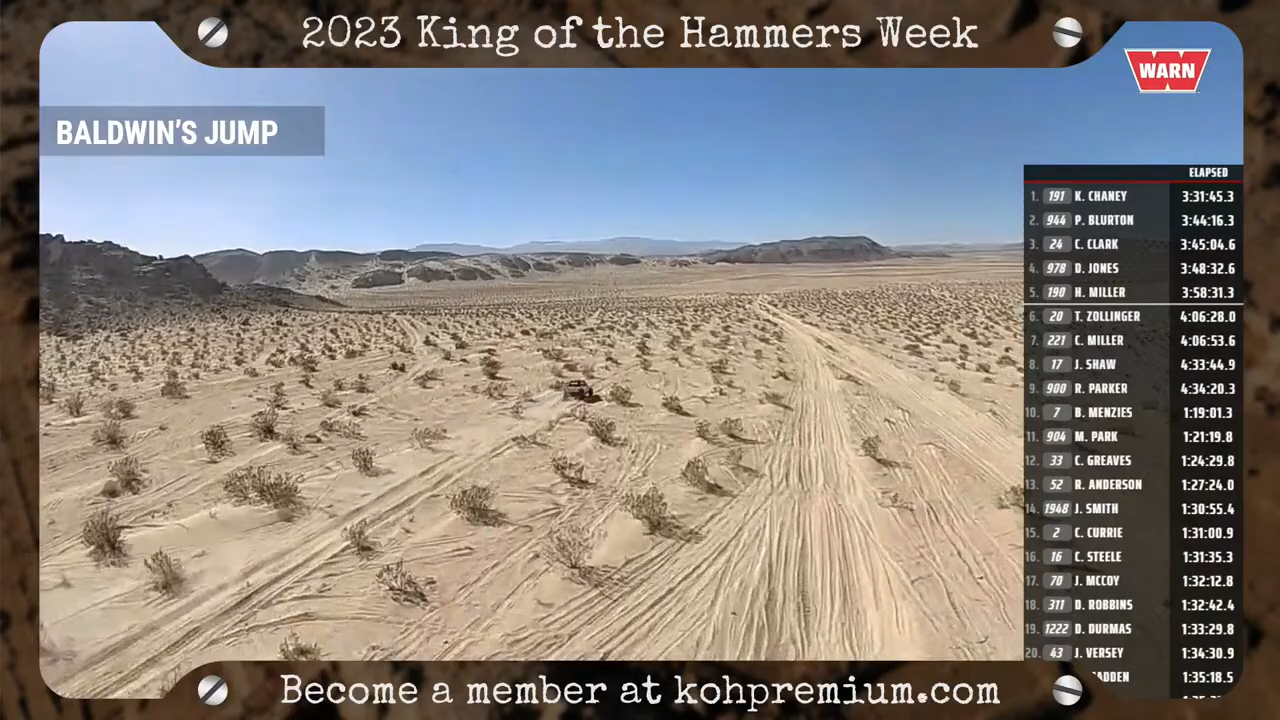 2023 King of the Hammers Week
WARN
BALDWIN'S JUMP
ELAPSED
1. 191 K. CHANEY 3:31:45.3
2. 944 P. BLURTON 3:44:16.3
3. 24 C. CLARK 3:45:04.6
4. 978 D. JONES 3:48:32.6
5. 190 H. MILLER 3:58:31.3
6. 20 T. ZOLLINGER 4:06:28.0
7. 221 C. MILLER 4:06:53.6
8. 17 J. SHAW 4:33:44.9
9. 900 R. PARKER 4:34:20.3
10. 7 B. MENZIES 1:19:01.3
11. 904 M. PARK 1:21:19.8
12. 33 C. GREAVES 1:24:29.8
13. 52 R. ANDERSON 1:27:24.0
14. 1948 J. SMITH 1:30:55.4
15. 2 C. CURRIE 1:31:00.9
16. 16 C. STEELE 1:31:35.3
17. 70 J. MCCOY 1:32:12.8
18. 311 D. ROBBINS 1:32:42.4
19. 1222 D. DURMAS 1:33:29.8
20. 43 J. VERSEY 1:34:30.9
ADDEN 1:35:18.5
Become a member at kohpremium.com